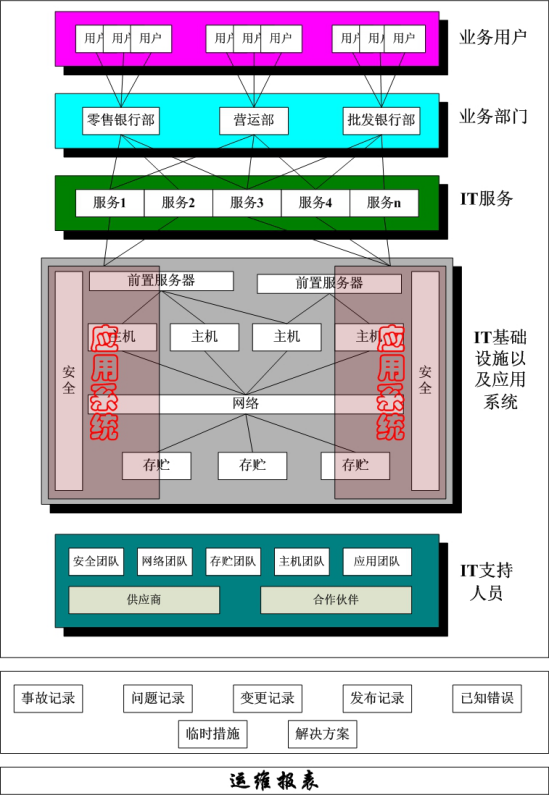 用户 用户 用户 用户 用户 用户 用户 用户 用户
业务用户
零售银行部 营运部 批发银行部
业务部门
服务1 服务2 服务3 服务4 服务n
IT服务
前置服务器 前置服务器
主机 主机 主机 主机
安全
安全
应用系统
应用系统
网络
存贮 存贮 存贮
IT基础
设施以
及应用
系统
安全团队 网络团队 存贮团队 主机团队 应用团队
供应商 合作伙伴
IT支持
人员
事故记录 问题记录 变更记录 发布记录 已知错误
临时措施 解决方案
运维报表